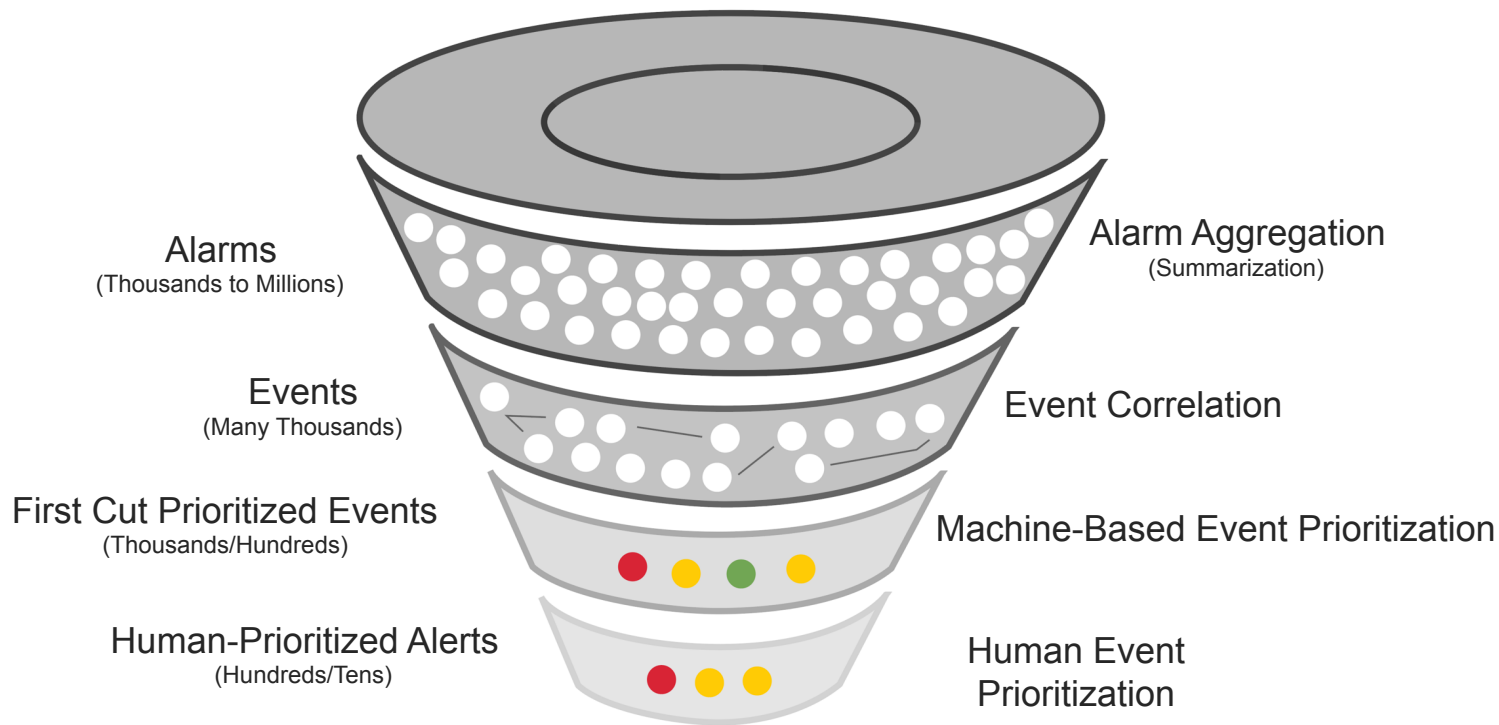 Alarms
(Thousands to Millions)
Alarm Aggregation
(Summarization)
Events
(Many Thousands)
Event Correlation
First Cut Prioritized Events
(Thousands/Hundreds)
Machine-Based Event Prioritization
Human-Prioritized Alerts
(Hundreds/Tens)
Human Event
Prioritization